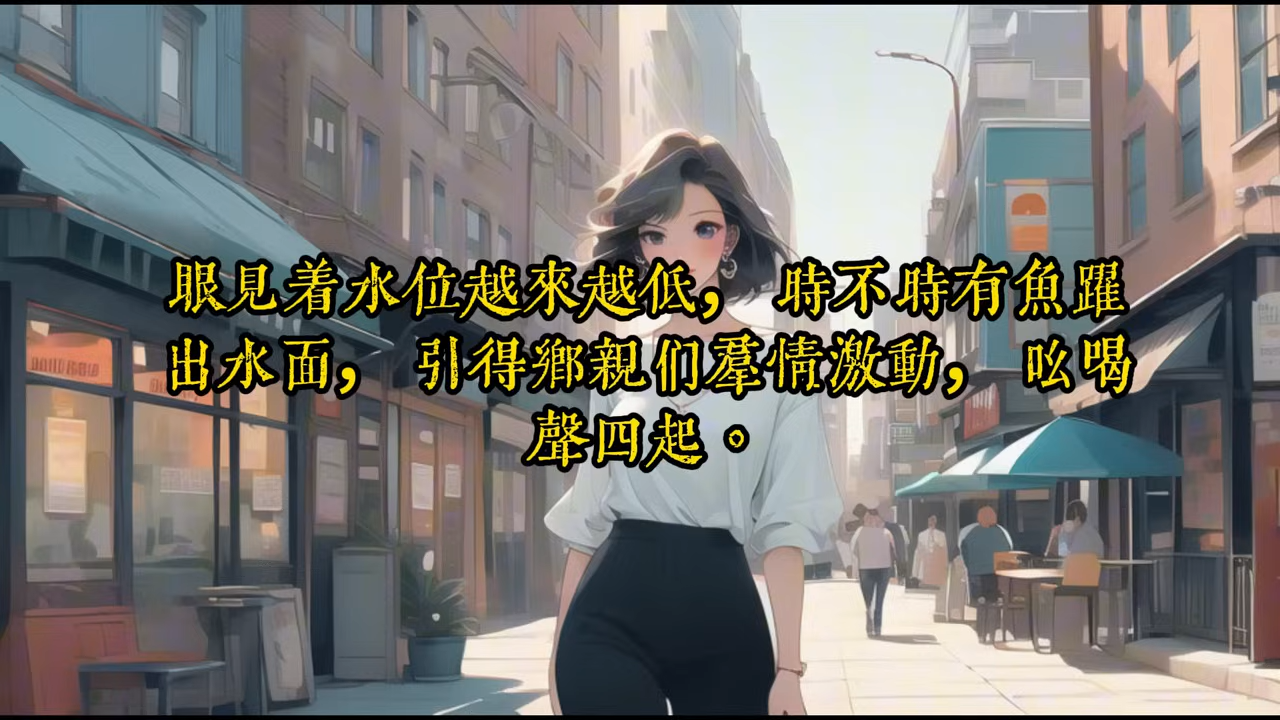 眼見着水位越來越低， 時不時有魚躍
出水面， 引得鄉親们羣情激動， 吆喝
聲四起。